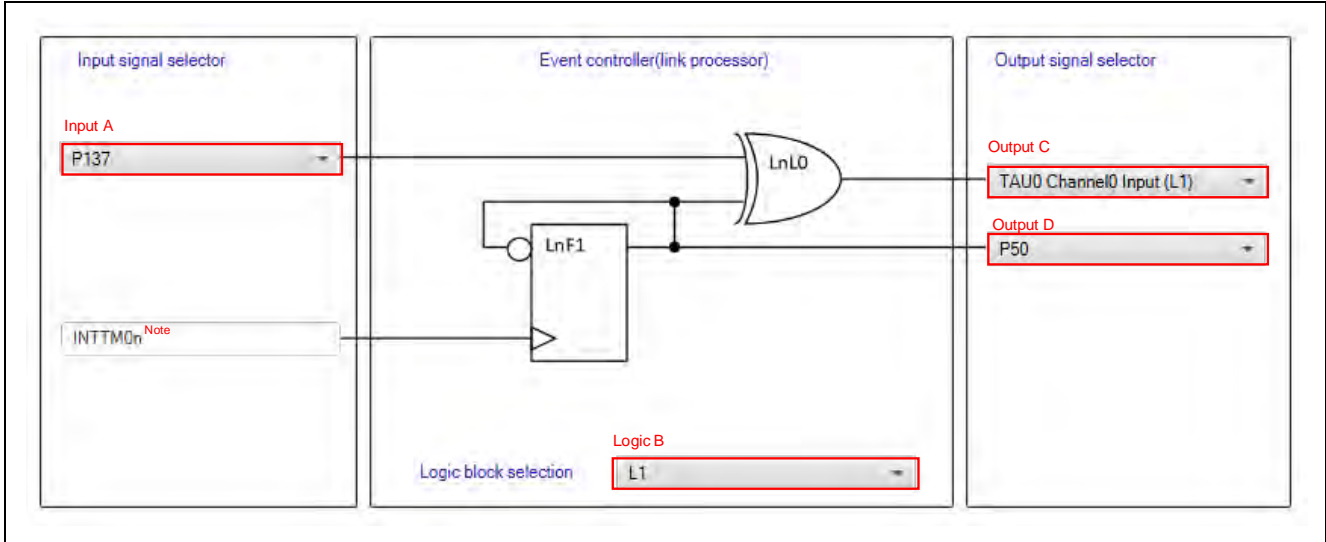 Input signal selector
Event controller(link processor)
Output signal selector
Input A
P137
LnL0
Output C
TAU0 Channel0 Input (L1)
Output D
P50
LnF1
INTTM0n Note
Logic B
Logic block selection
L1